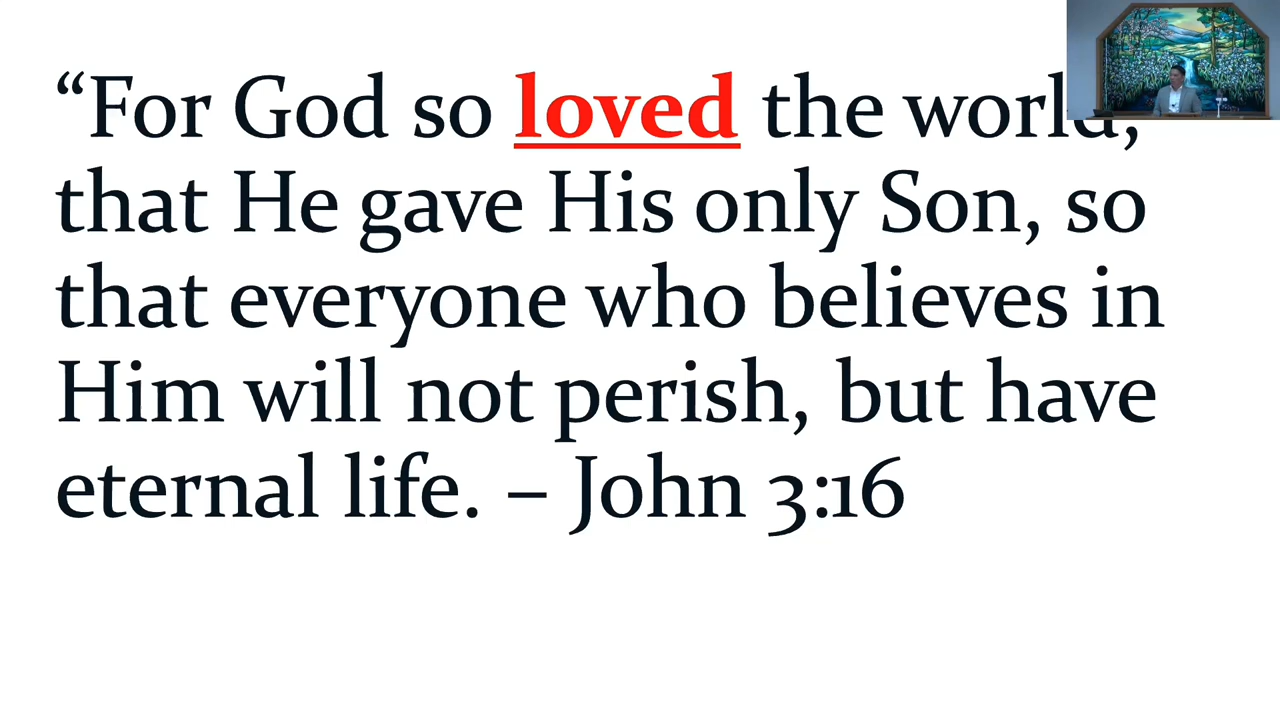 “For God so loved the world,
that He gave His only Son, so
that everyone who believes in
Him will not perish, but have
eternal life. – John 3:16